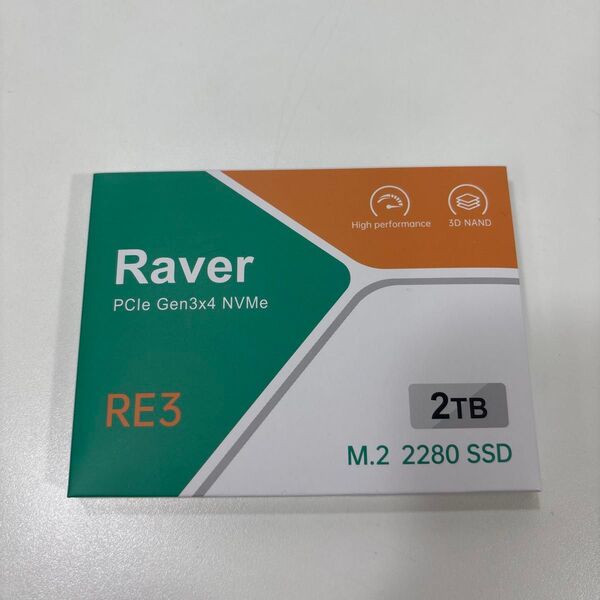 High performance
3D NAND
Raver
PCIe Gen3x4 NVMe
RE3
2TB
M.2 2280 SSD